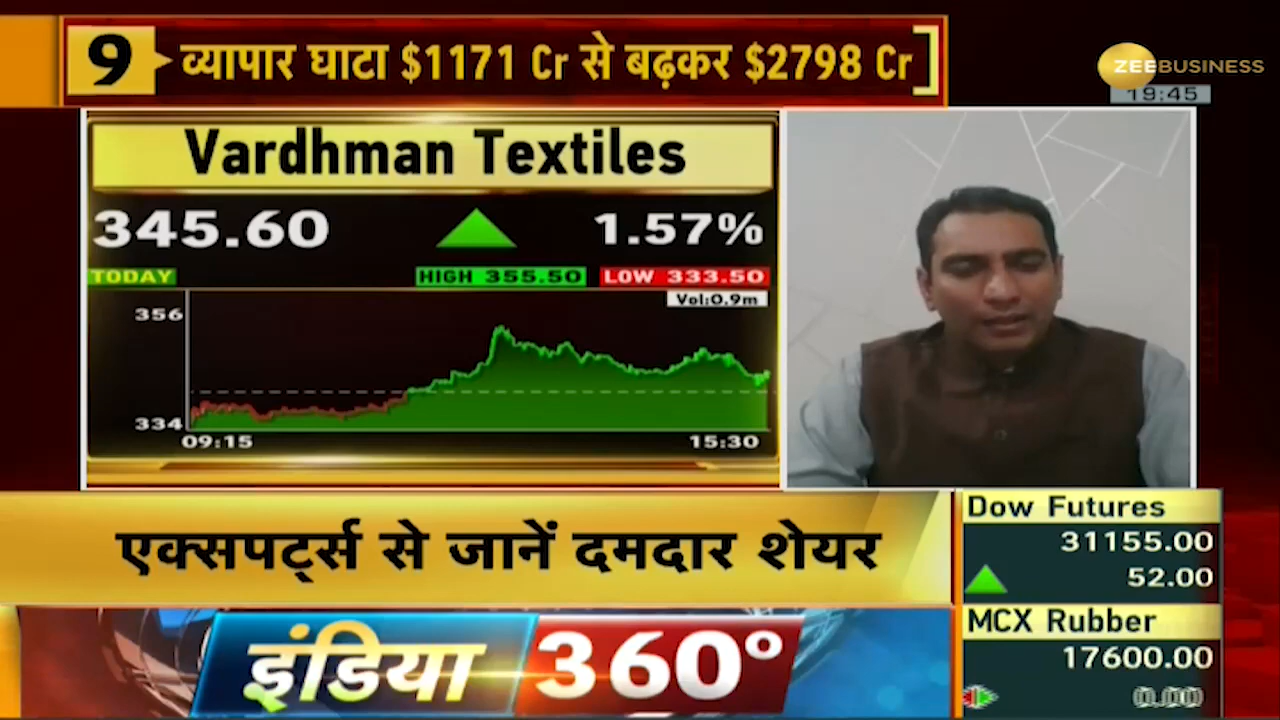 9 व्यापार घाटा $1171 Cr से बढ़कर $2798 Cr
ZEEBUSINESS
19:45
Vardhman Textiles
345.60 1.57%
TODAY HIGH 355.50 LOW 333.50
Vol:0.9m
356
334
09:15 15:30
एक्सपर्ट्स से जानें दमदार शेयर
Dow Futures
31155.00
52.00
MCX Rubber
17600.00
0.00
इंडिया 360°